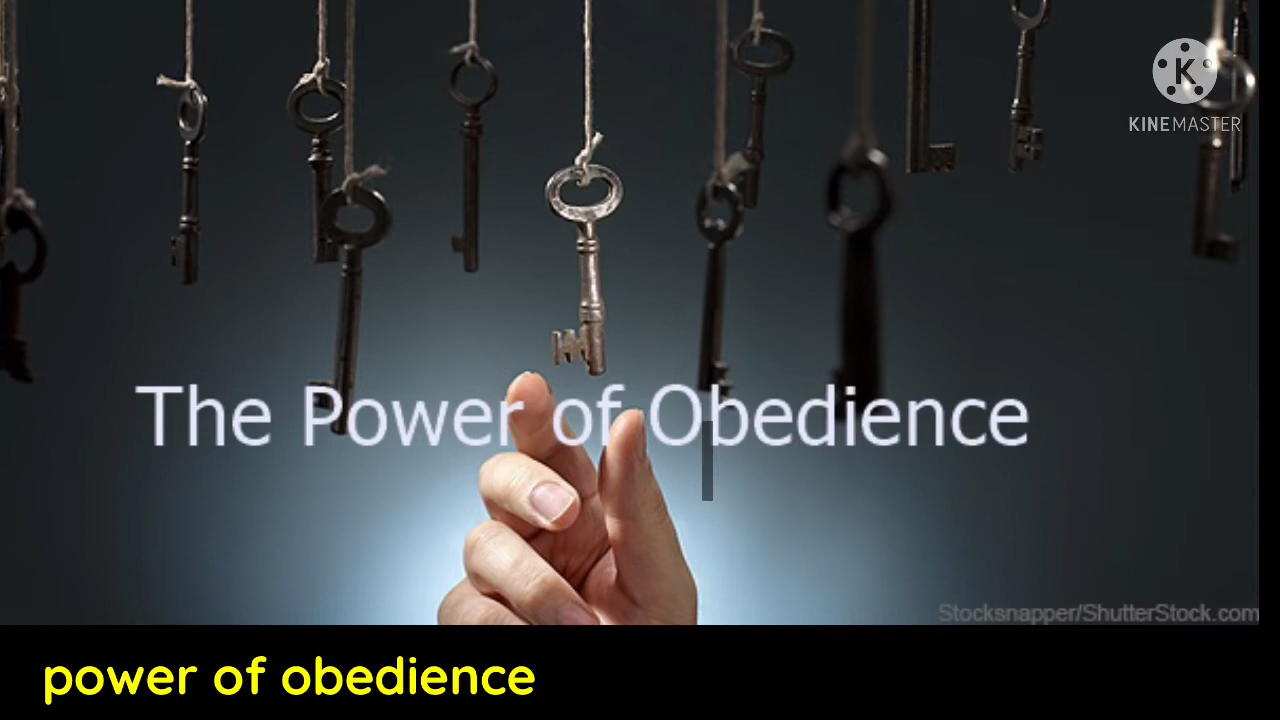 K
KINEMASTER
The Power of Obedience
Stocksnapper/ShutterStock.com
power of obedience